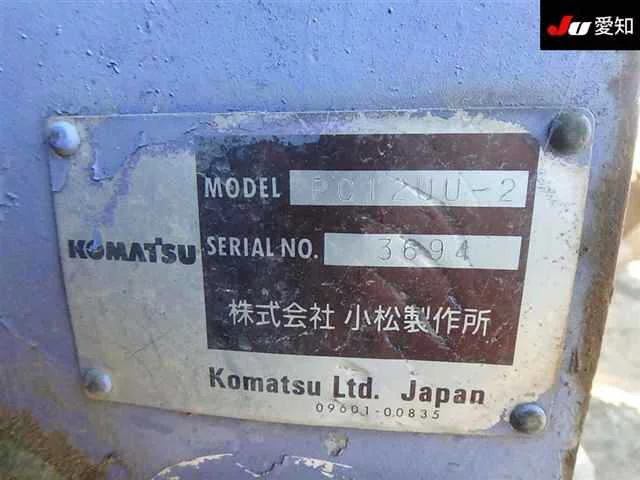 JU 愛知
MODEL PC12UU-2
KOMATSU SERIAL NO. 3694
株式会社 小松製作所
Komatsu Ltd. Japan
09601-00835